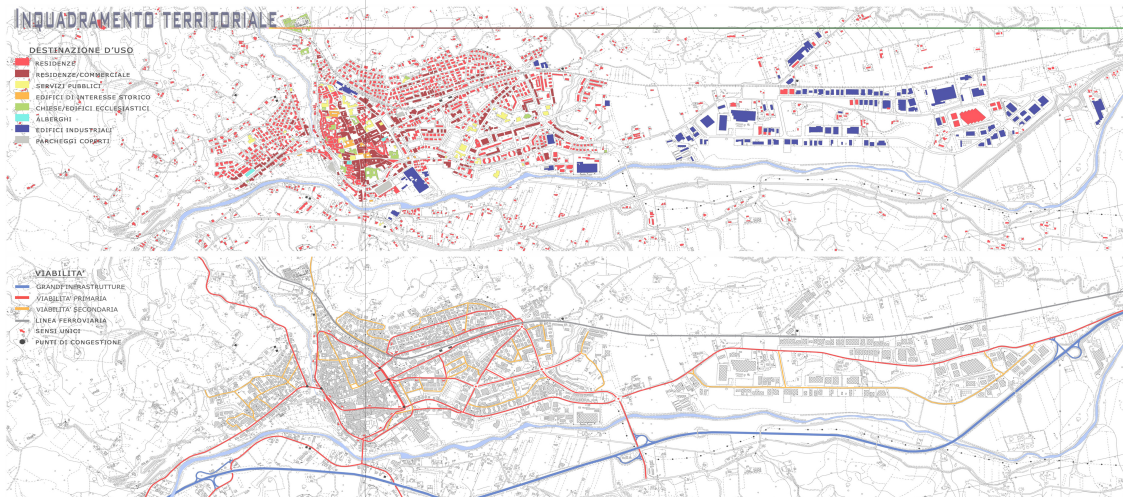 INQUADRAMENTO TERRITORIALE
DESTINAZIONE D'USO
RESIDENZE
RESIDENZE/COMMERCIALE
SERVIZI PUBBLICI
EDIFICI DI INTERESSE STORICO
CHIESE/EDIFICI ECCLESIASTICI
ALBERGHI
EDIFICI INDUSTRIALI
PARCHEGGI COPERTI
VIABILITA'
GRANDI INFRASTRUTTURE
VIABILITA' PRIMARIA
VIABILITA' SECONDARIA
LINEA FERROVIARIA
SENSI UNICI
PUNTI DI CONGESTIONE